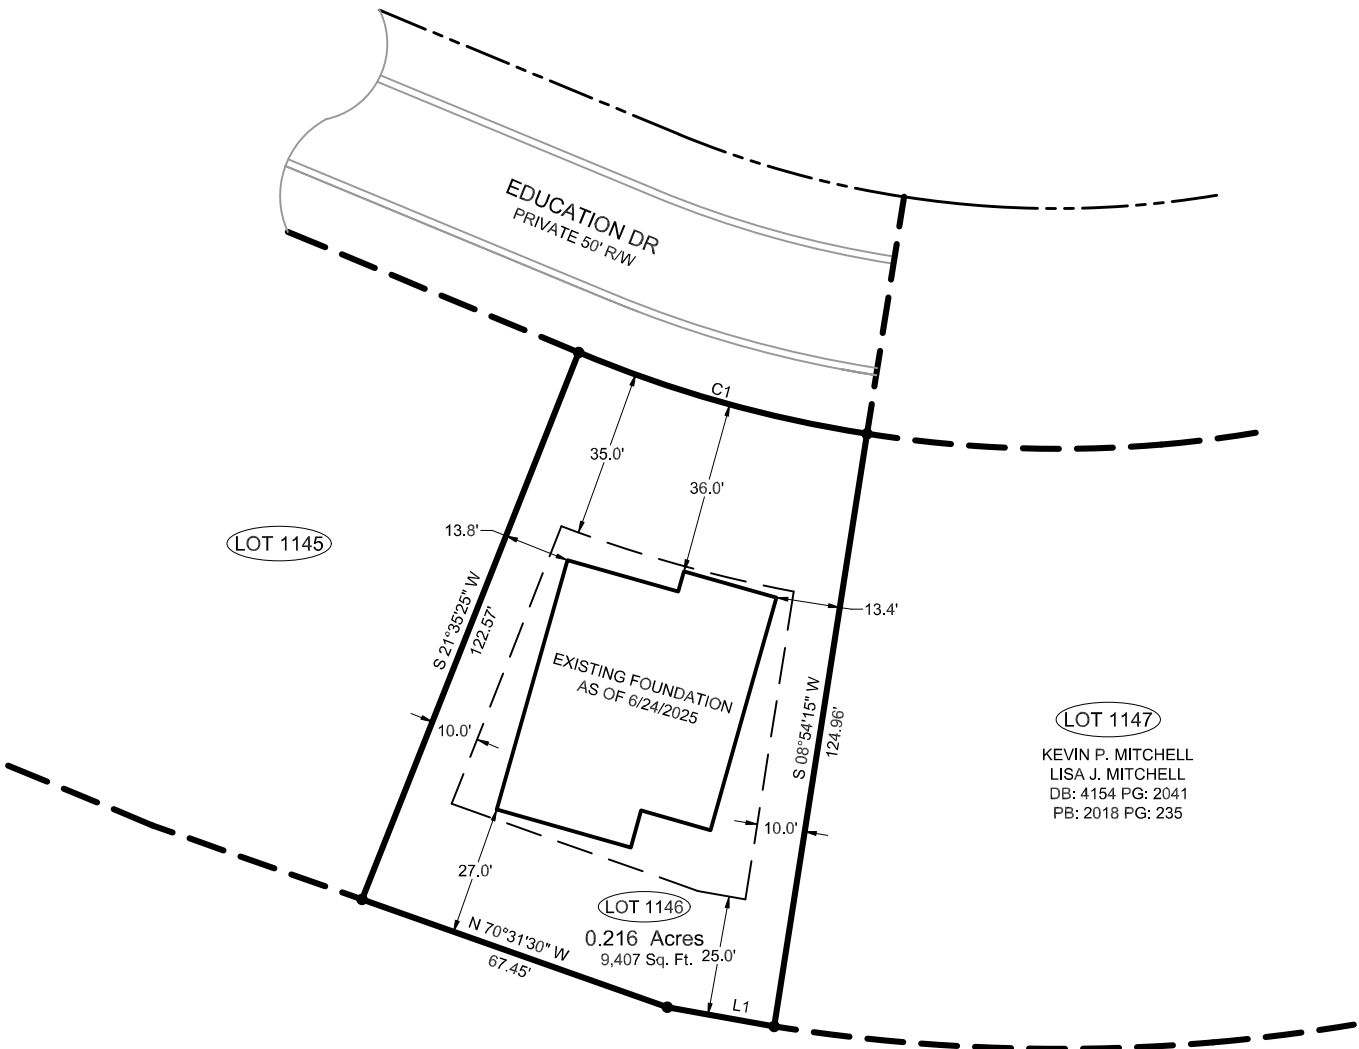 EDUCATION DR
PRIVATE 50' R/W
C1
35.0'
36.0'
13.8'
LOT 1145
13.4'
S 21°35'25" W
122.57'
EXISTING FOUNDATION
AS OF 6/24/2025
S 08°54'15" W
124.96'
LOT 1147
KEVIN P. MITCHELL
LISA J. MITCHELL
DB: 4154 PG: 2041
PB: 2018 PG: 235
10.0'
10.0'
27.0'
LOT 1146
0.216 Acres
9,407 Sq. Ft.
25.0'
N 70°31'30" W
67.45'
L1